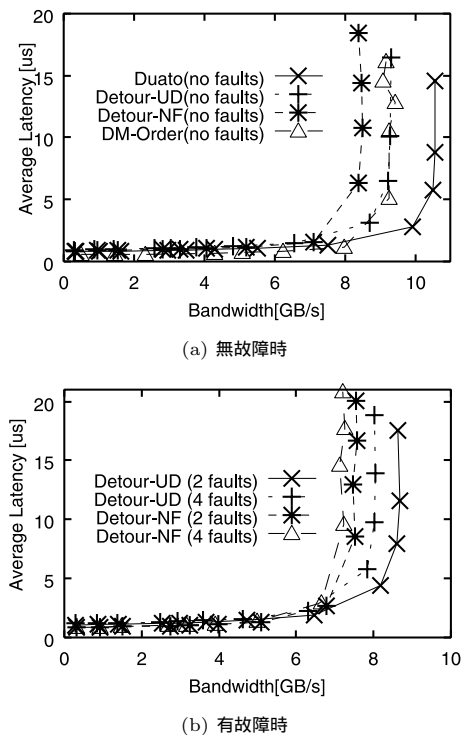 20
15
10
5
0
Average Latency [us]
Duato(no faults)
Detour-UD(no faults)
Detour-NF(no faults)
DM-Order(no faults)
0 2 4 6 8 10
Bandwidth[GB/s]
(a) 無故障時
20
15
10
5
0
Average Latency [us]
Detour-UD (2 faults)
Detour-UD (4 faults)
Detour-NF (2 faults)
Detour-NF (4 faults)
0 2 4 6 8 10
Bandwidth[GB/s]
(b) 有故障時